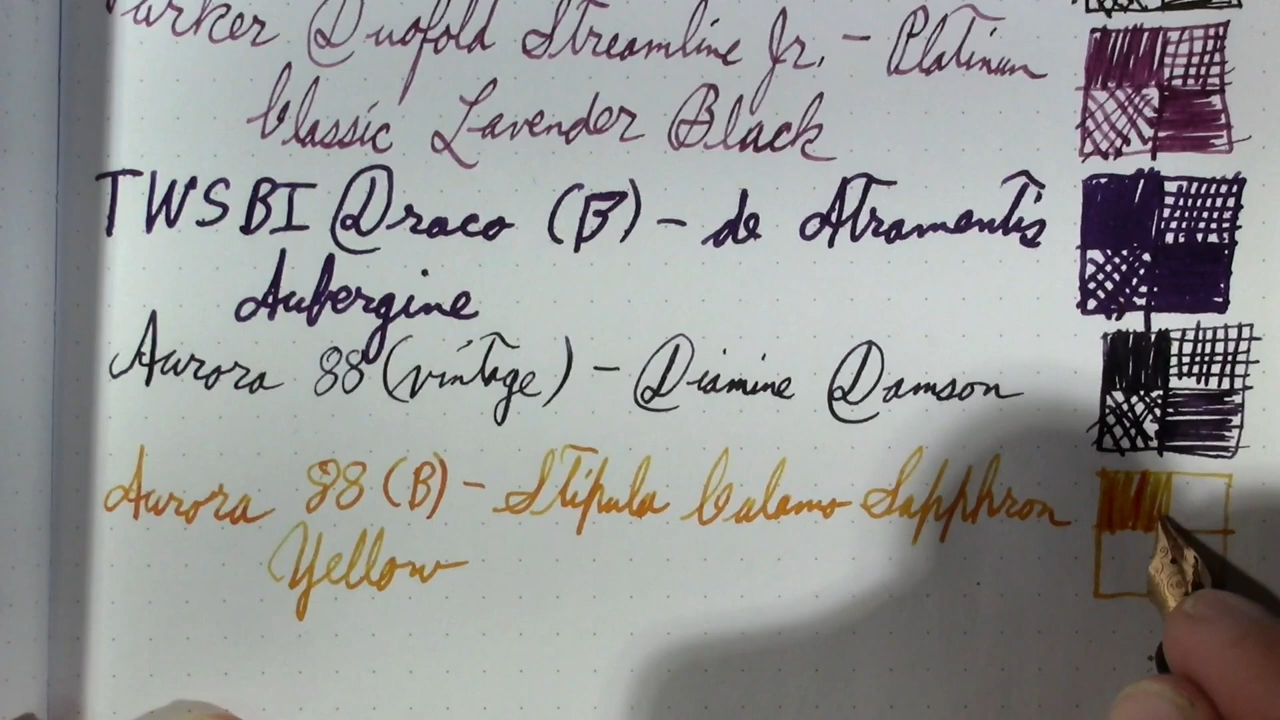 Parker Duofold Streamline Jr. - Platinum
Classic Lavender Black
TWSBI Draco (B) - de Atramentis
Aubergine
Aurora 88 (vintage) - Diamine Damson
Aurora 88 (B) - Stipula Calamo Sapphron
Yellow